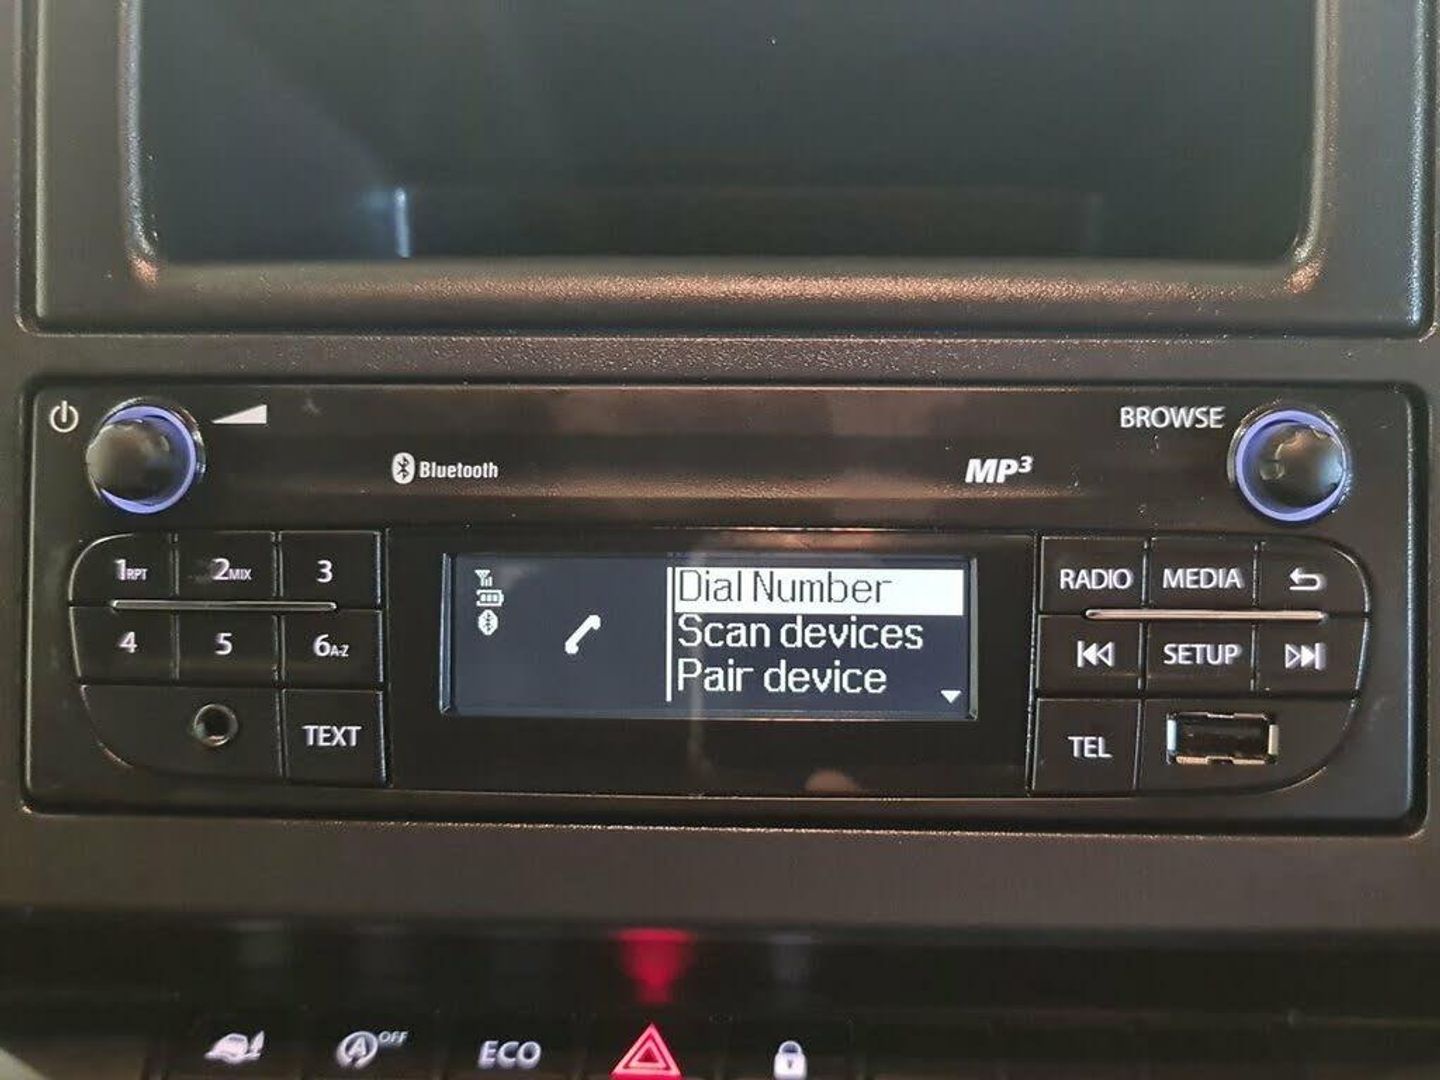 BROWSE
Bluetooth
MP3
1RPT 2MIX 3
4 5 6A-Z
TEXT
Dial Number
Scan devices
Pair device
RADIO MEDIA
SETUP
TEL
OFF
ECO